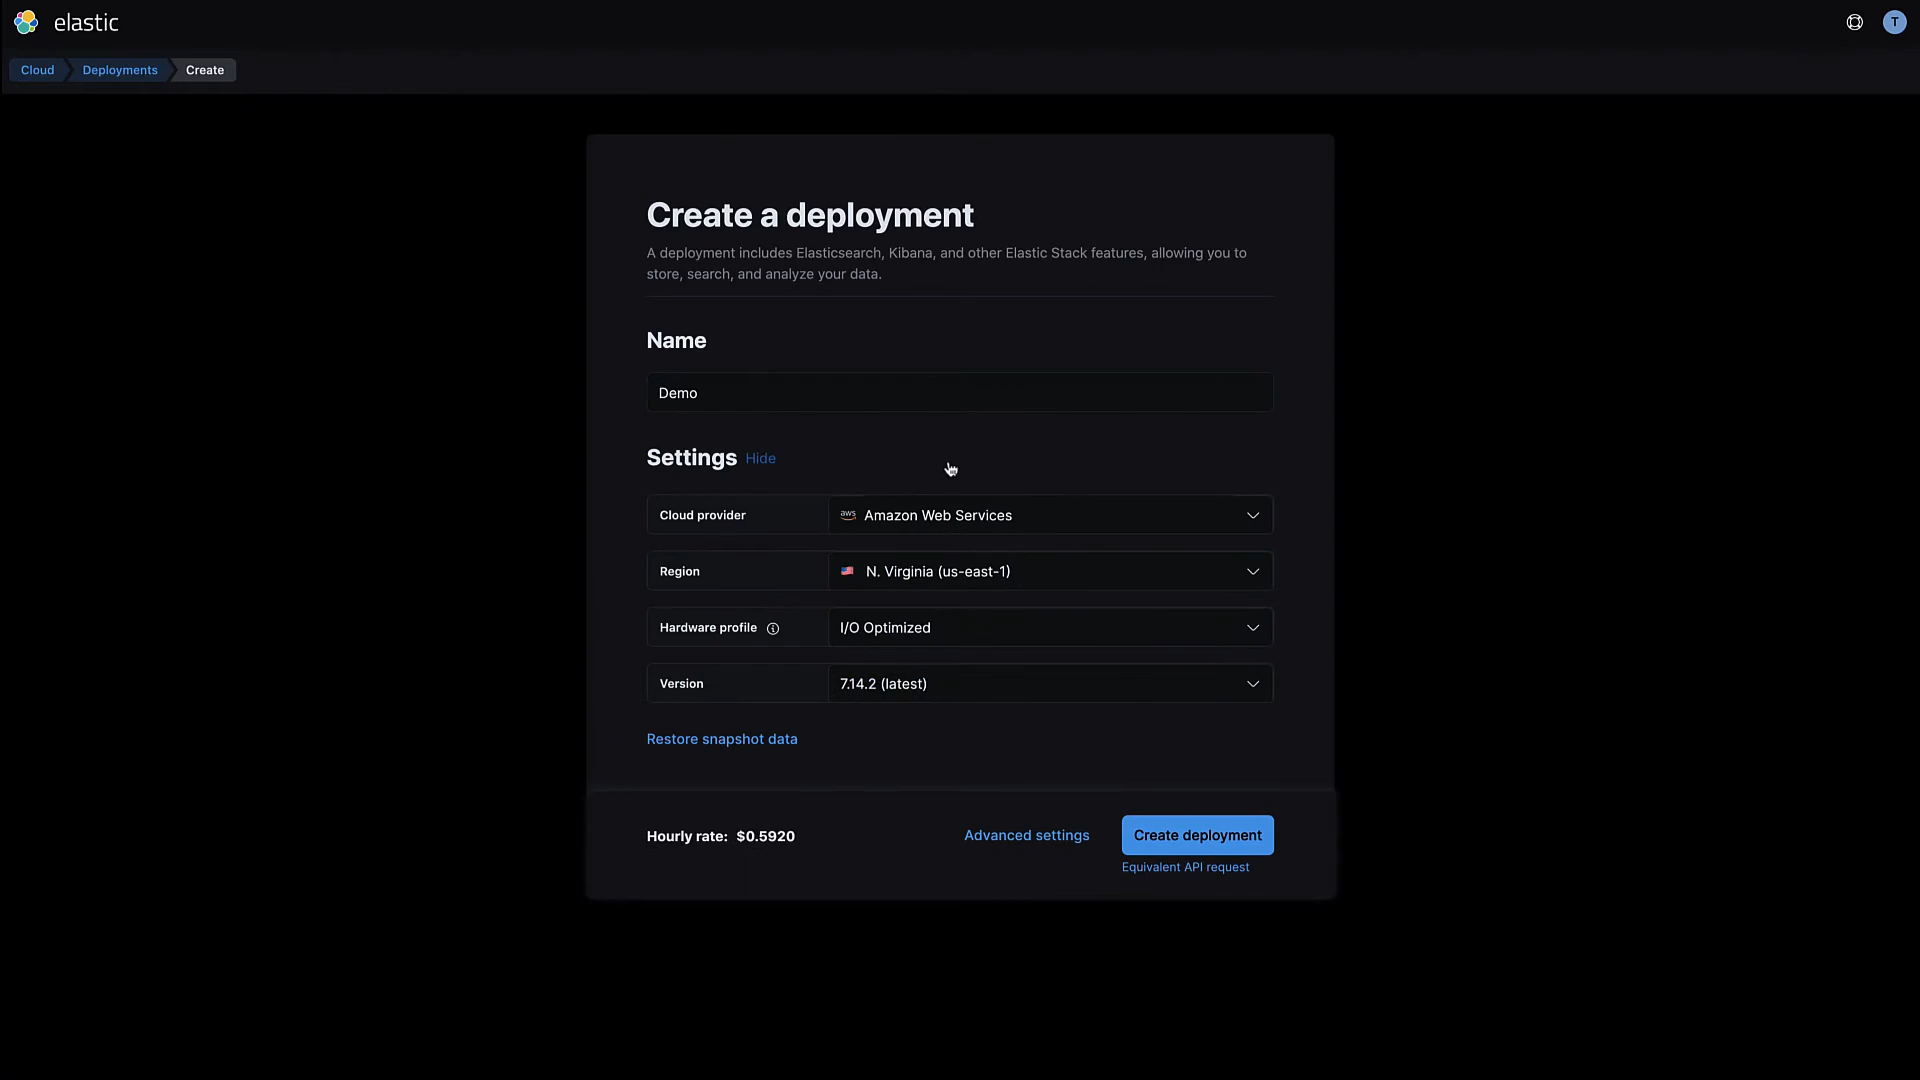 elastic
T
Cloud
Deployments
Create
Create a deployment
A deployment includes Elasticsearch, Kibana, and other Elastic Stack features, allowing you to
store, search, and analyze your data.
Name
Demo
Settings Hide
Cloud provider
aws Amazon Web Services
Region
N. Virginia (us-east-1)
Hardware profile
I/O Optimized
Version
7.14.2 (latest)
Restore snapshot data
Hourly rate: $0.5920
Advanced settings
Create deployment
Equivalent API request